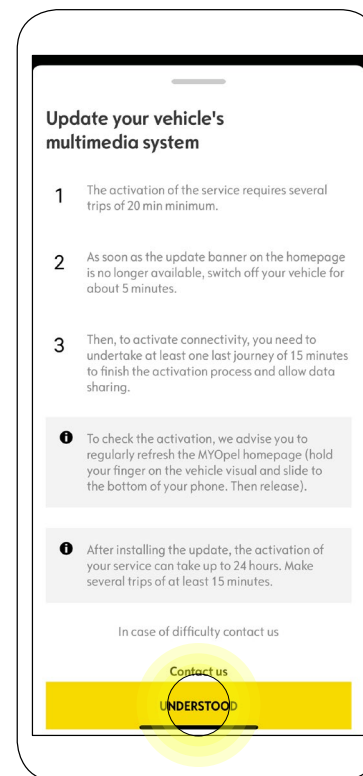 Update your vehicle's
multimedia system
1 The activation of the service requires several
trips of 20 min minimum.
2 As soon as the update banner on the homepage
is no longer available, switch off your vehicle for
about 5 minutes.
3 Then, to activate connectivity, you need to
undertake at least one last journey of 15 minutes
to finish the activation process and allow data
sharing.
To check the activation, we advise you to
regularly refresh the MYOpel homepage (hold
your finger on the vehicle visual and slide to
the bottom of your phone. Then release).
After installing the update, the activation of
your service can take up to 24 hours. Make
several trips of at least 15 minutes.
In case of difficulty contact us
Contact us
UNDERSTOOD